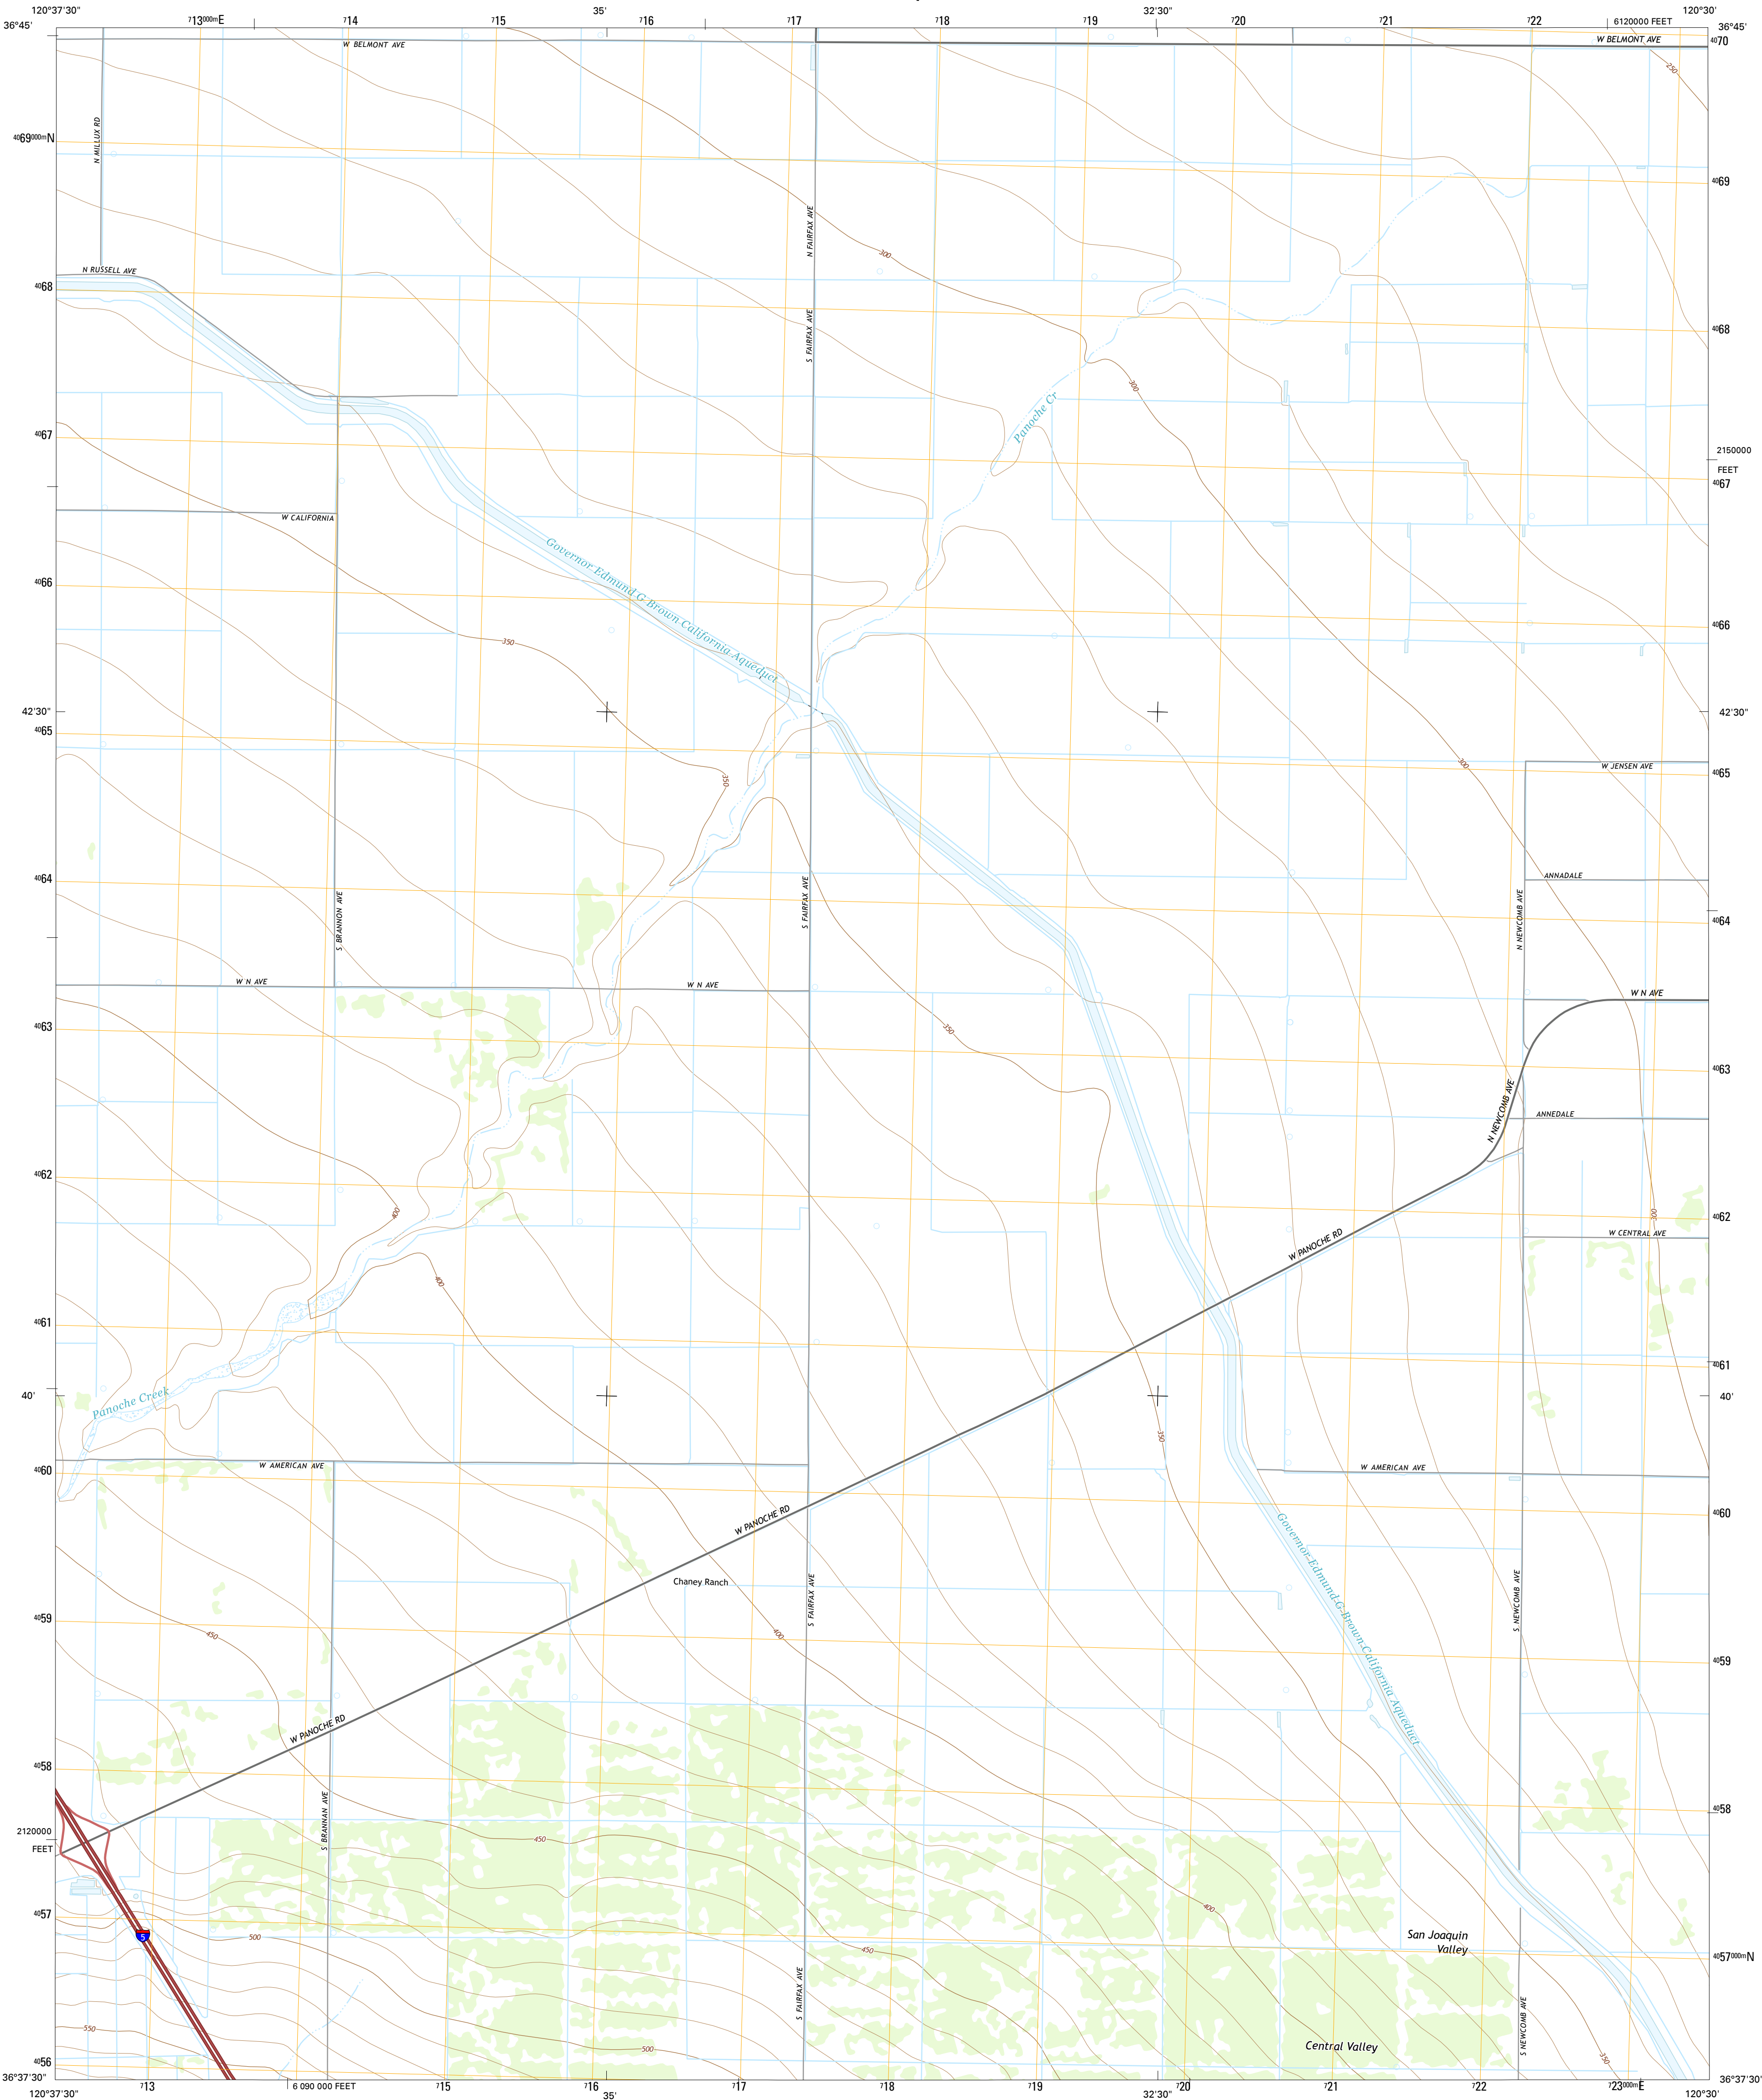 120°37'30"
713000mE
714
715
35'
716
717
718
719
32'30"
720
721
722
6120000 FEET
120°30'
36°45'
36°45'
W BELMONT AVE
W BELMONT AVE
4070
250
N MILLUX RD
4069000mN
4069
N FAIRFAX AVE
300
N RUSSELL AVE
4068
4068
S FAIRFAX AVE
300
Panoche Cr
4067
2150000
FEET
4067
W CALIFORNIA
Governor Edmund G Brown California Aqueduct
4066
4066
350
42'30"
42'30"
4065
300
W JENSEN AVE
4065
350
4064
ANNADALE
S BRANNON AVE
S FAIRFAX AVE
N NEWCOMB AVE
4064
W N AVE
W N AVE
W N AVE
4063
350
4063
N NEWCOMB AVE
ANNEDALE
4062
400
300
4062
W CENTRAL AVE
W PANOCHE RD
400
4061
4061
Panoche Creek
40'
40'
350
4060
W AMERICAN AVE
W AMERICAN AVE
4060
W PANOCHE RD
Governor Edmund G Brown California Aqueduct
Chaney Ranch
S FAIRFAX AVE
S NEWCOMB AVE
4059
450
400
4059
W PANOCHE RD
4058
4058
S BRANNAN AVE
2120000
FEET
450
400
4057
5
500
450
San Joaquin
Valley
4057000mN
S FAIRFAX AVE
S NEWCOMB AVE
550
500
Central Valley
350
4056
36°37'30"
36°37'30"
120°37'30"
713
6 090 000 FEET
715
716
35'
717
718
719
32'30"
720
721
722
723000mE
120°30'